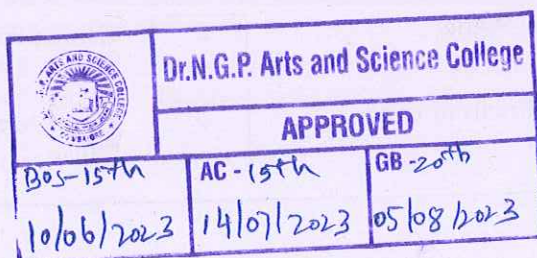 Dr.N.G.P. Arts and Science College
APPROVED
BOS-15th
10/06/2023
AC-15th
14/07/2023
GB-20th
05/08/2023